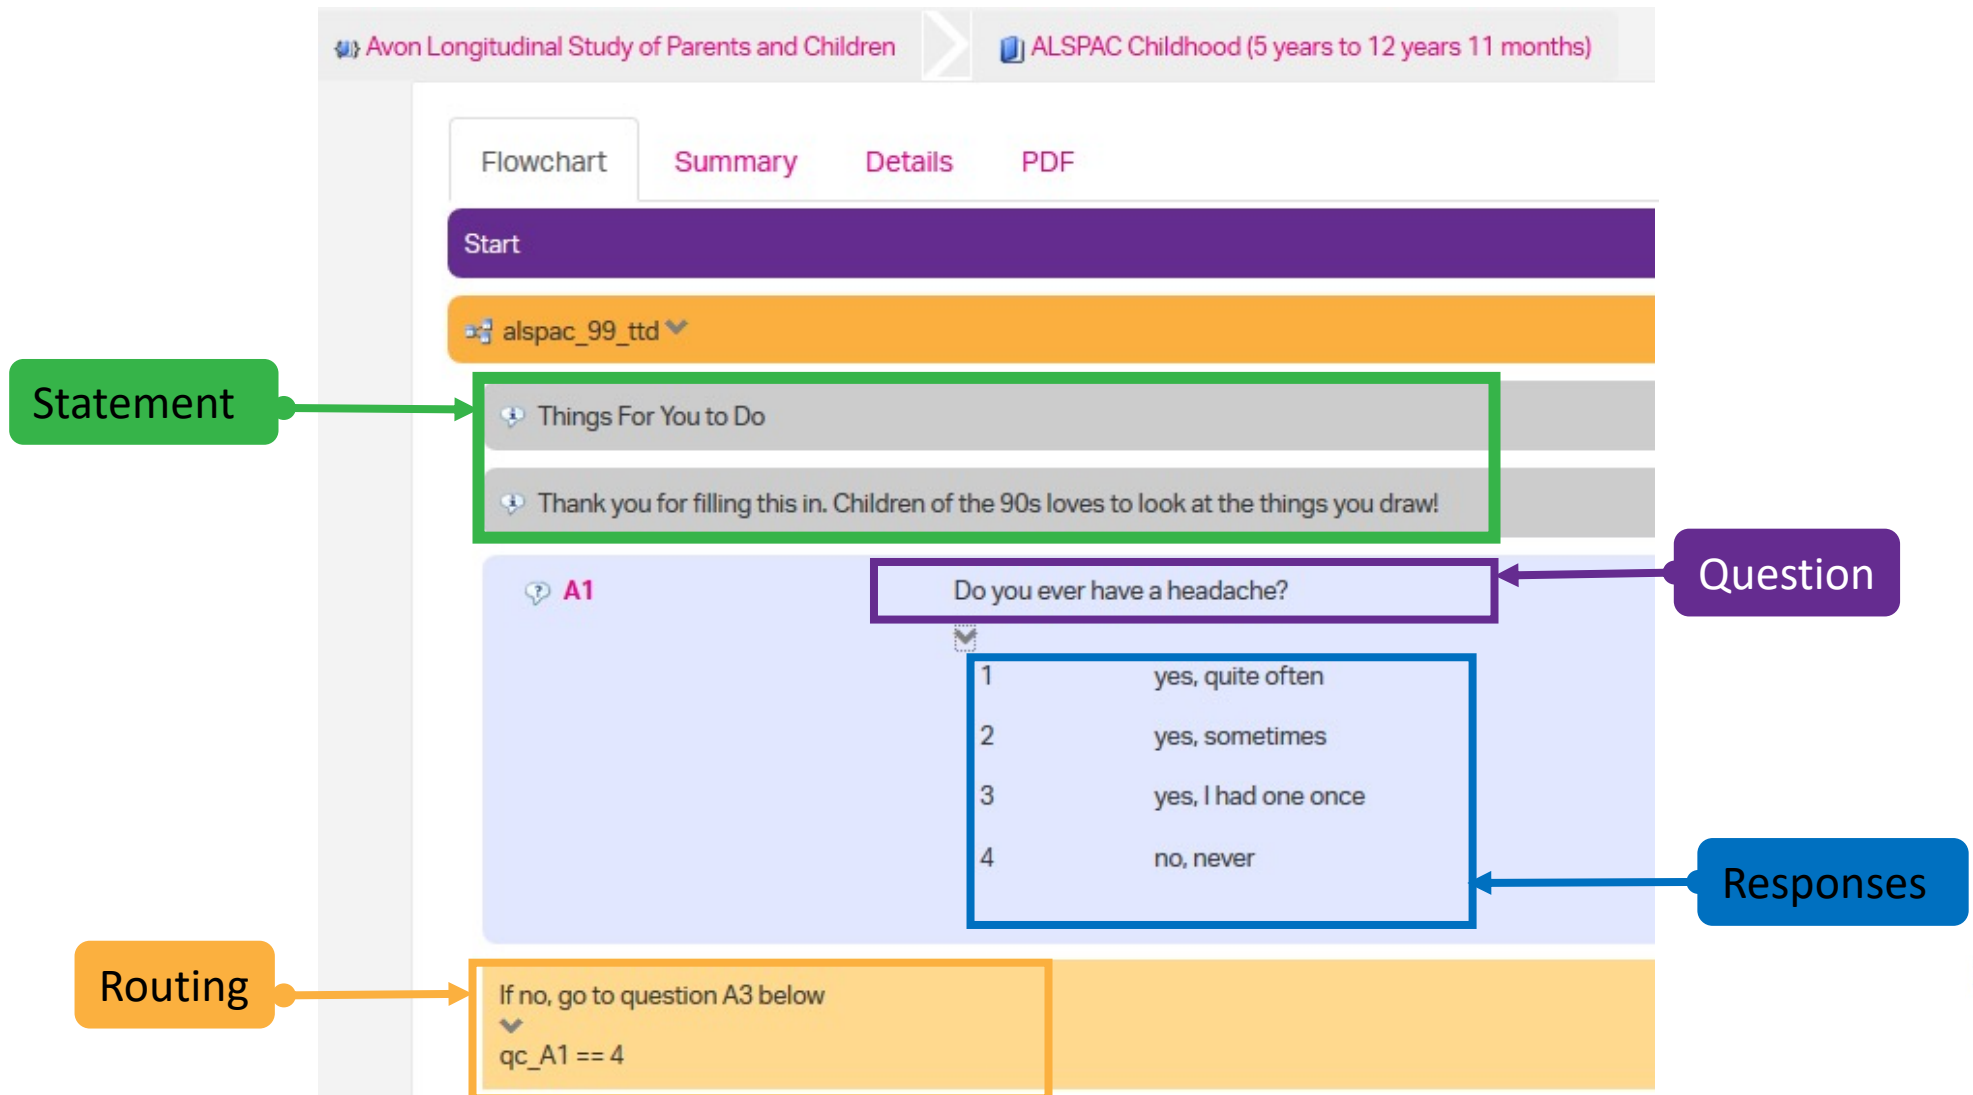 Avon Longitudinal Study of Parents and Children ALSPAC Childhood (5 years to 12 years 11 months)
Flowchart Summary Details PDF
Start
alspac_99_ttd
Statement
Things For You to Do
Thank you for filling this in. Children of the 90s loves to look at the things you draw!
Question
A1 Do you ever have a headache?
1 yes, quite often
2 yes, sometimes
3 yes, I had one once
4 no, never
Responses
Routing
If no, go to question A3 below
qc_A1 == 4